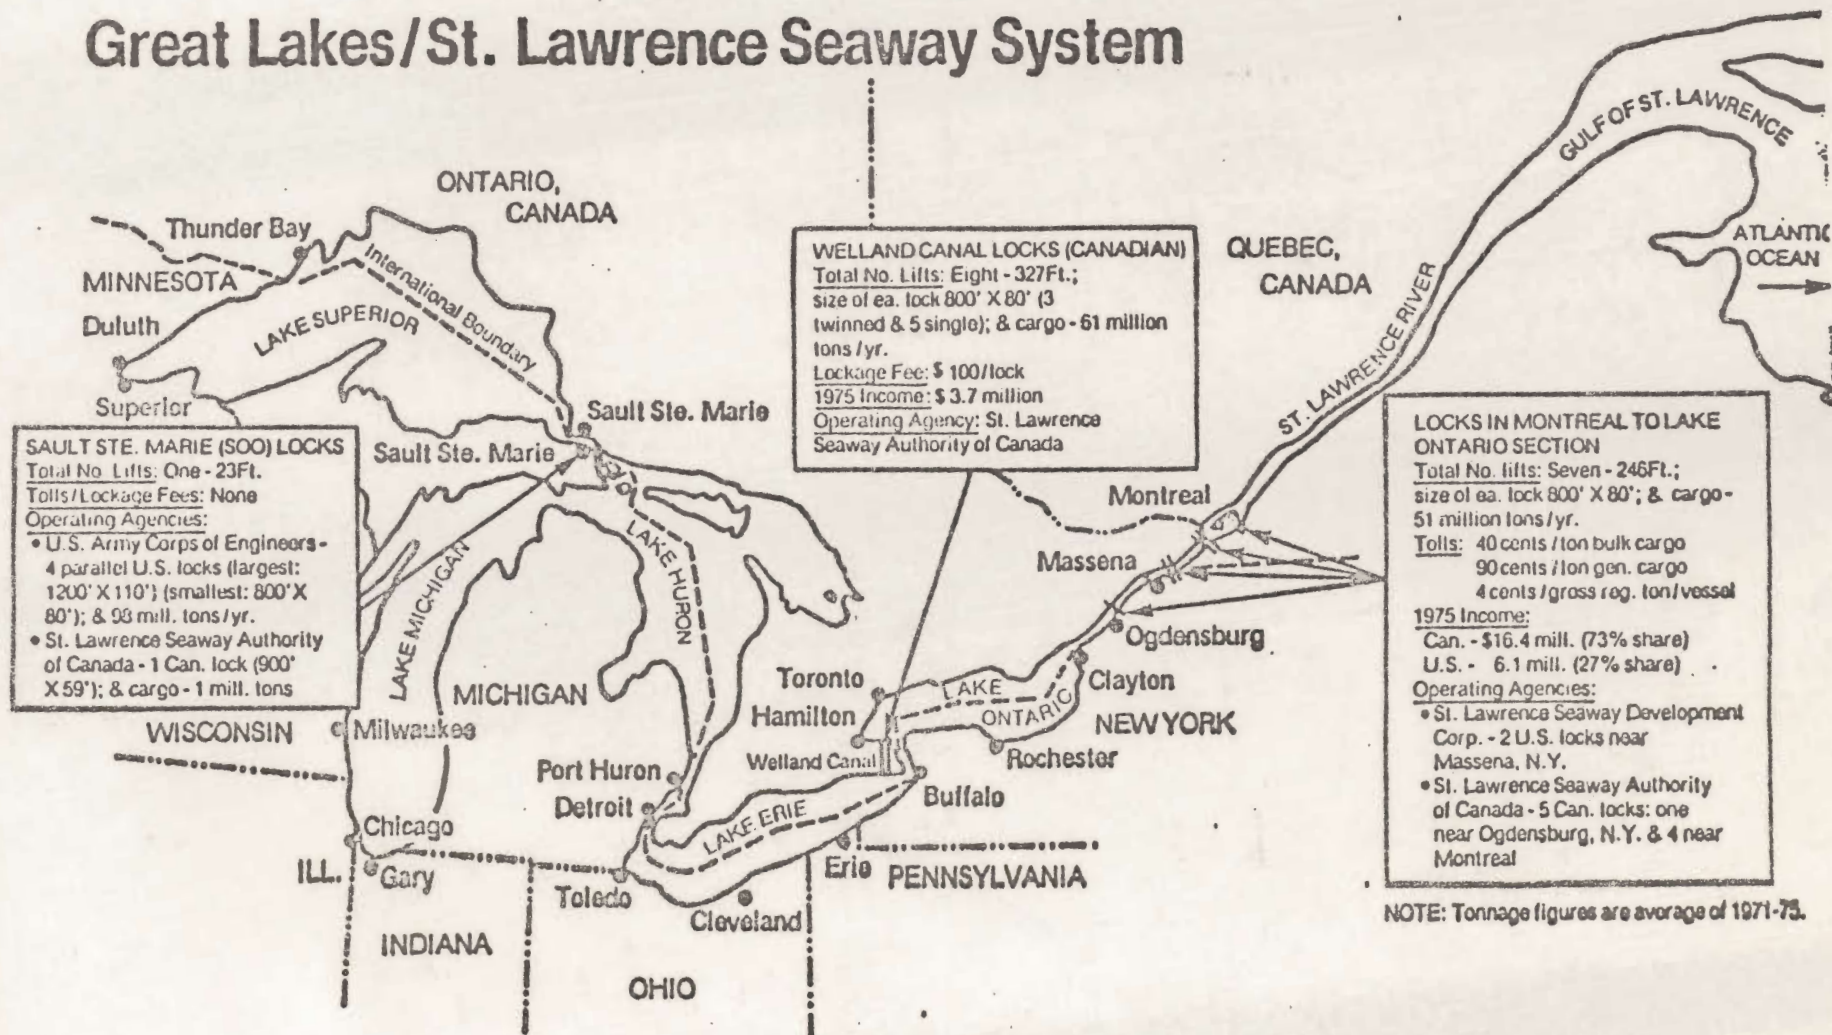 Great Lakes/St. Lawrence Seaway System
ONTARIO,
CANADA
Thunder Bay
MINNESOTA
Duluth
LAKE SUPERIOR
International Boundary
Superior
Sault Ste. Marie
Sault Ste. Marie
SAULT STE. MARIE (SOO) LOCKS
Total No. Lifts: One - 23Ft.
Tolls/Lockage Fees: None
Operating Agencies:
• U.S. Army Corps of Engineers -
4 parallel U.S. locks (largest:
1200' X 110') (smallest: 800' X
80'); & 98 mill. tons/yr.
• St. Lawrence Seaway Authority
of Canada - 1 Can. lock (900'
X 59'); & cargo - 1 mill. tons
WISCONSIN
Milwaukee
LAKE MICHIGAN
MICHIGAN
LAKE HURON
Port Huron
Detroit
Chicago
ILL.
Gary
INDIANA
Toledo
OHIO
Cleveland
LAKE ERIE
Erie
PENNSYLVANIA
Buffalo
Welland Canal
Hamilton
Toronto
LAKE
ONTARIO
Rochester
NEW YORK
Clayton
Ogdensburg
Massena
Montreal
WELLAND CANAL LOCKS (CANADIAN)
Total No. Lifts: Eight - 327Ft.;
size of ea. lock 800' X 80' (3
twinned & 5 single); & cargo - 61 million
tons/yr.
Lockage Fee: $ 100/lock
1975 Income: $ 3.7 million
Operating Agency: St. Lawrence
Seaway Authority of Canada
QUEBEC,
CANADA
ST. LAWRENCE RIVER
GULF OF ST. LAWRENCE
ATLANTIC
OCEAN
LOCKS IN MONTREAL TO LAKE
ONTARIO SECTION
Total No. lifts: Seven - 246Ft.;
size of ea. lock 800' X 80'; & cargo -
51 million tons/yr.
Tolls: 40 cents/ton bulk cargo
90 cents/ton gen. cargo
4 cents/gross reg. ton/vessel
1975 Income:
Can. - $16.4 mill. (73% share)
U.S. - 6.1 mill. (27% share)
Operating Agencies:
• St. Lawrence Seaway Development
Corp. - 2 U.S. locks near
Massena, N.Y.
• St. Lawrence Seaway Authority
of Canada - 5 Can. locks: one
near Ogdensburg, N.Y. & 4 near
Montreal
NOTE: Tonnage figures are average of 1971-75.